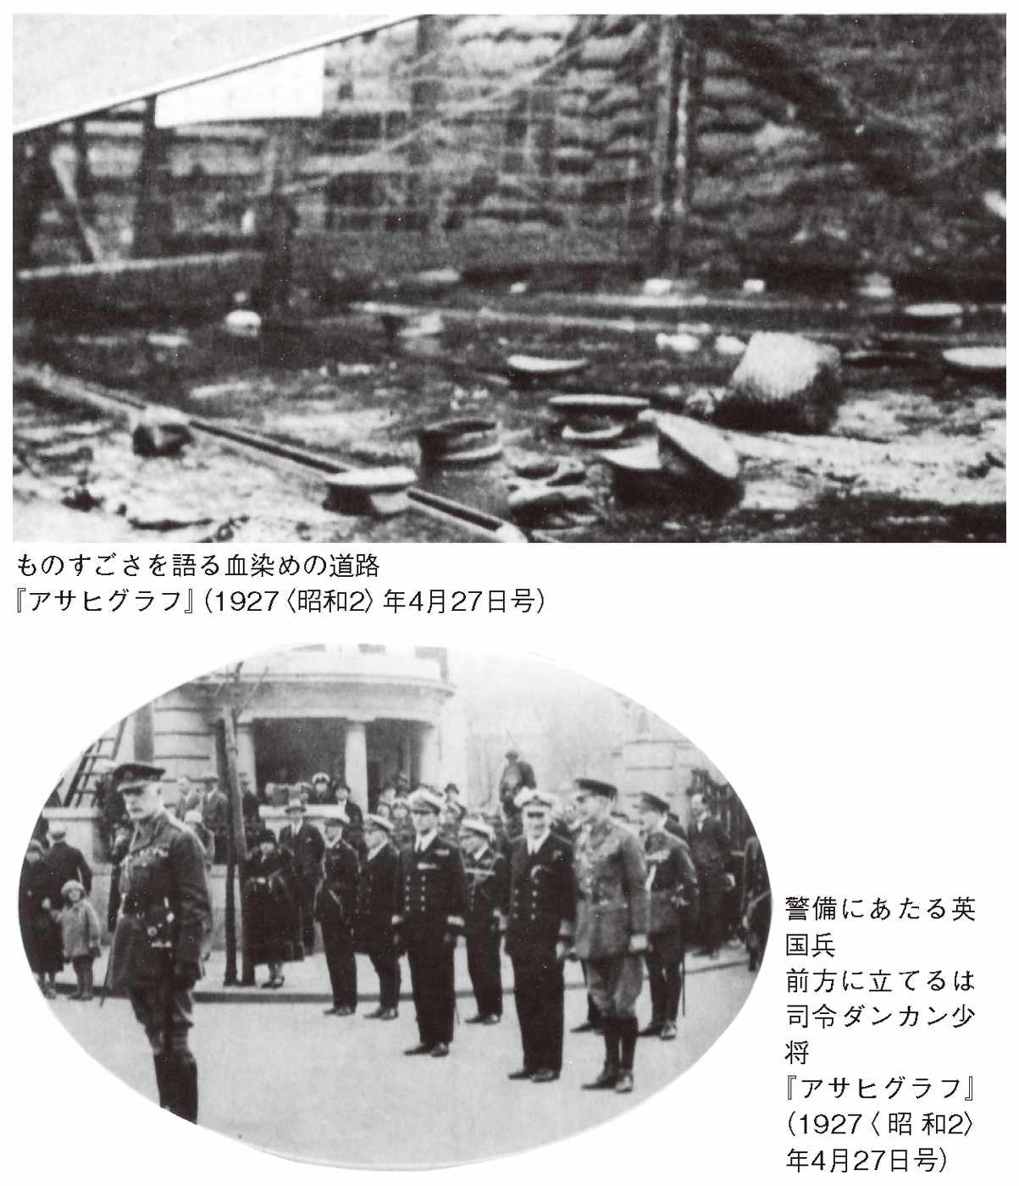 ものすごさを語る血染めの道路
『アサヒグラフ』（1927〈昭和2〉年4月27日号）
警備にあたる英
国兵
前方に立てるは
司令ダンカン少
将
『アサヒグラフ』
（1927〈昭和2〉
年4月27日号）